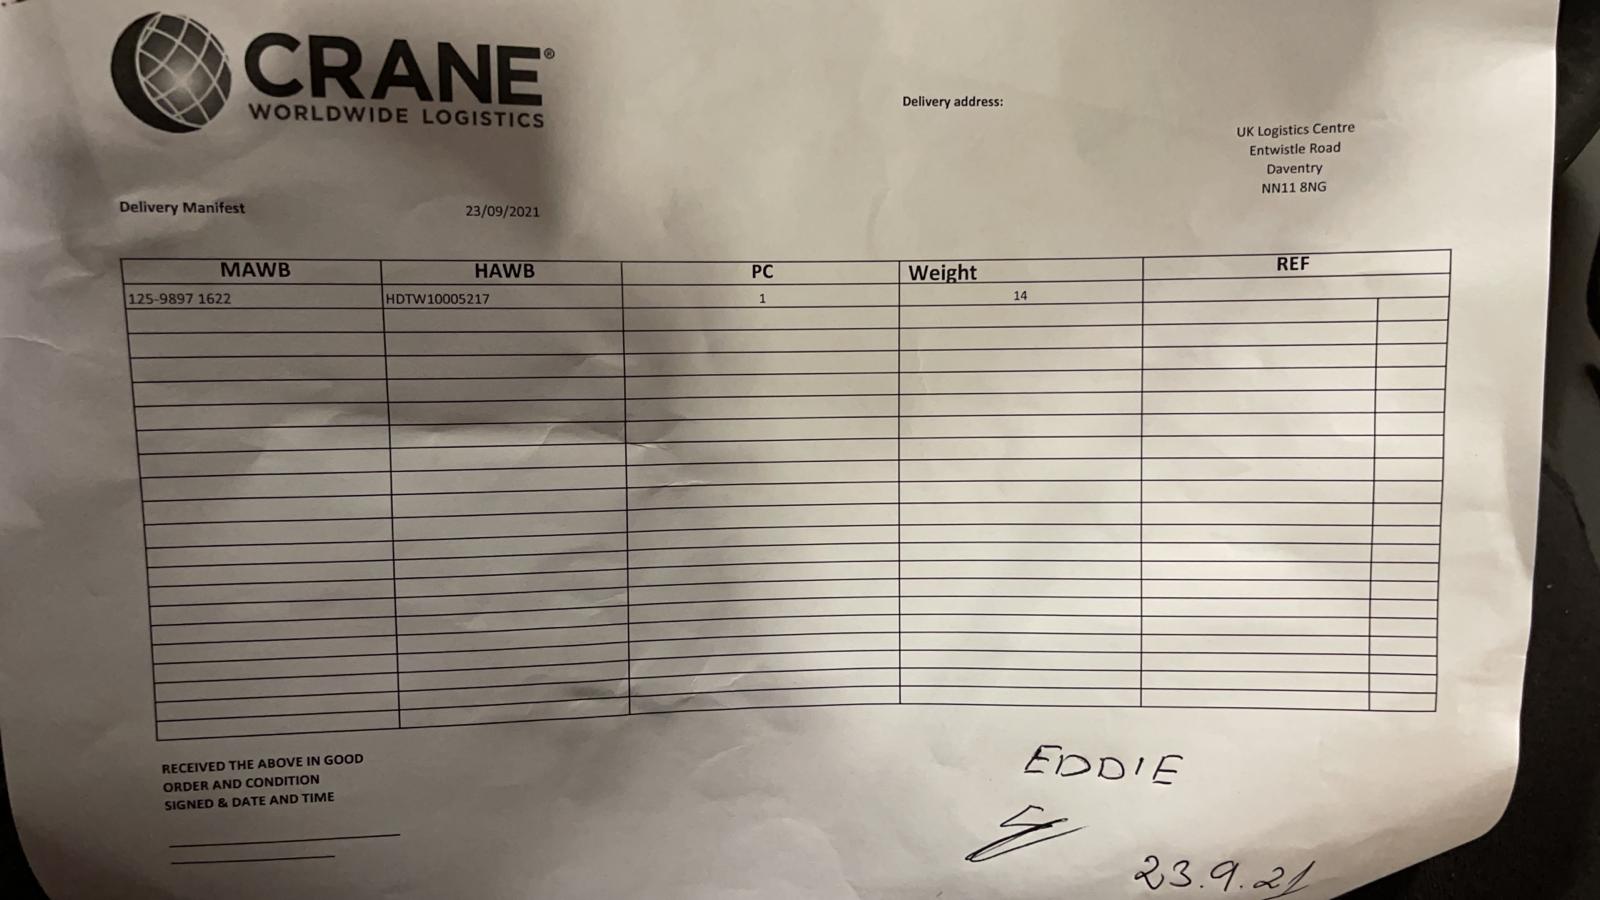 CRANE®
WORLDWIDE LOGISTICS
Delivery address:
UK Logistics Centre
Entwistle Road
Daventry
NN11 8NG
Delivery Manifest 23/09/2021
MAWB HAWB PC Weight REF
125-9897 1622 HDTW10005217 1 14
RECEIVED THE ABOVE IN GOOD
ORDER AND CONDITION
SIGNED & DATE AND TIME
EDDIE
23.9.21